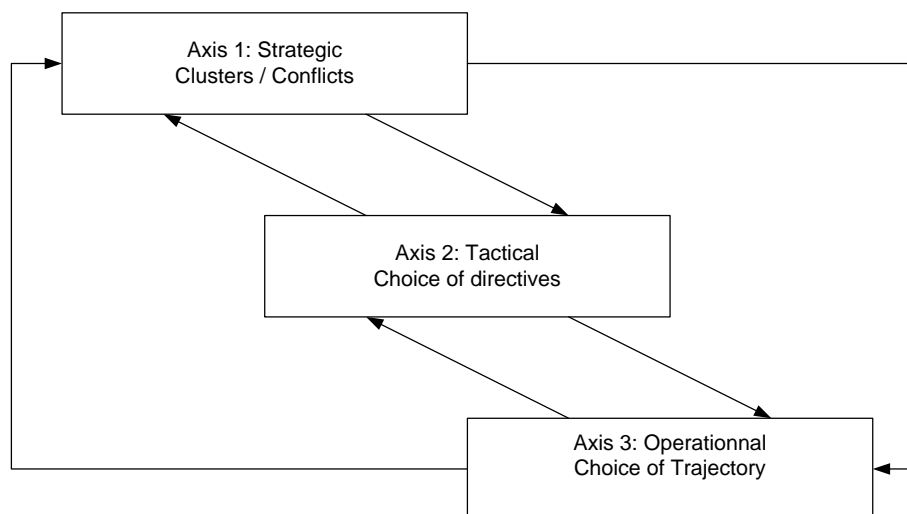 Axis 1: Strategic
Clusters / Conflicts
Axis 2: Tactical
Choice of directives
Axis 3: Operationnal
Choice of Trajectory